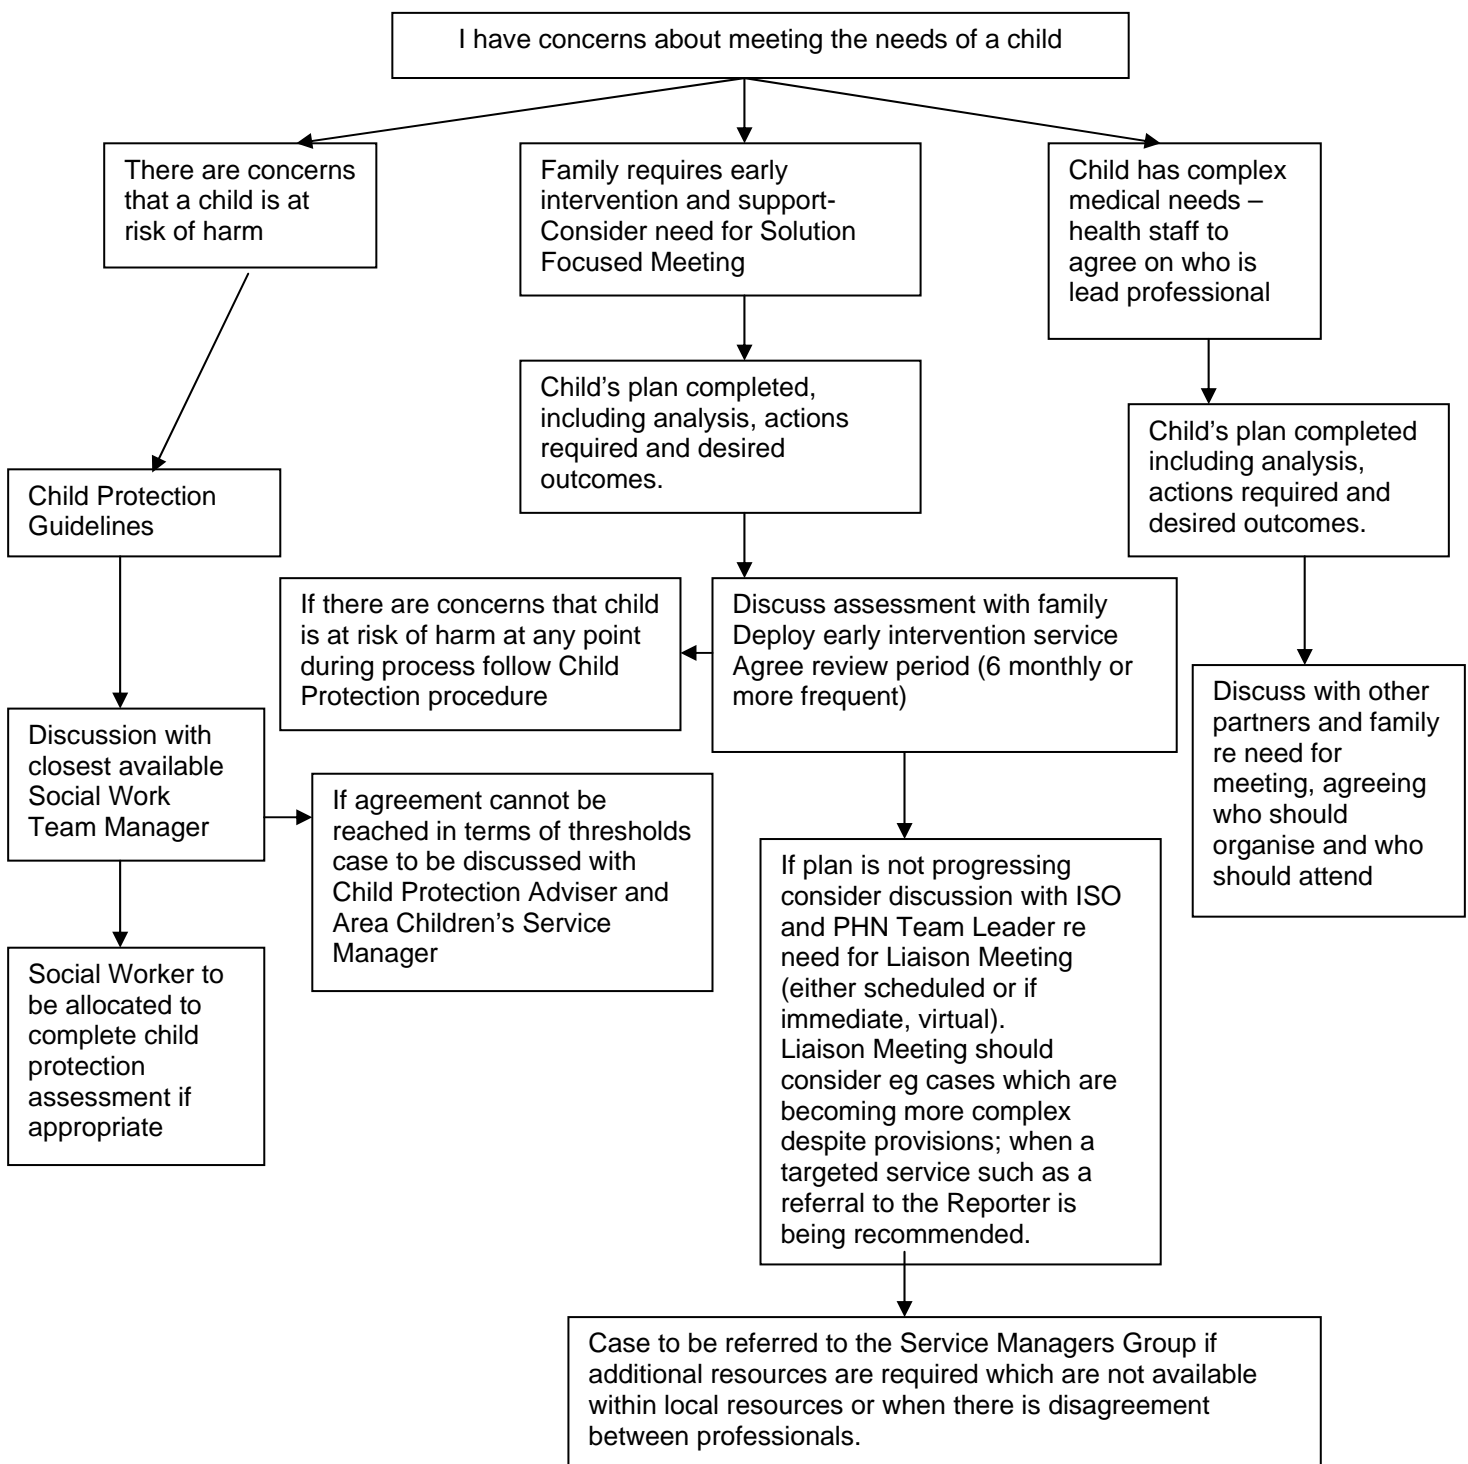 I have concerns about meeting the needs of a child
There are concerns
that a child is at
risk of harm
Family requires early
intervention and support-
Consider need for Solution
Focused Meeting
Child has complex
medical needs –
health staff to
agree on who is
lead professional
Child’s plan completed,
including analysis, actions
required and desired
outcomes.
Child’s plan completed
including analysis,
actions required and
desired outcomes.
Child Protection
Guidelines
If there are concerns that child
is at risk of harm at any point
during process follow Child
Protection procedure
Discuss assessment with family
Deploy early intervention service
Agree review period (6 monthly or
more frequent)
Discuss with other
partners and family
re need for
meeting, agreeing
who should
organise and who
should attend
Discussion with
closest available
Social Work
Team Manager
If agreement cannot be
reached in terms of thresholds
case to be discussed with
Child Protection Adviser and
Area Children’s Service
Manager
If plan is not progressing
consider discussion with ISO
and PHN Team Leader re
need for Liaison Meeting
(either scheduled or if
immediate, virtual).
Liaison Meeting should
consider eg cases which are
becoming more complex
despite provisions; when a
targeted service such as a
referral to the Reporter is
being recommended.
Social Worker to
be allocated to
complete child
protection
assessment if
appropriate
Case to be referred to the Service Managers Group if
additional resources are required which are not available
within local resources or when there is disagreement
between professionals.